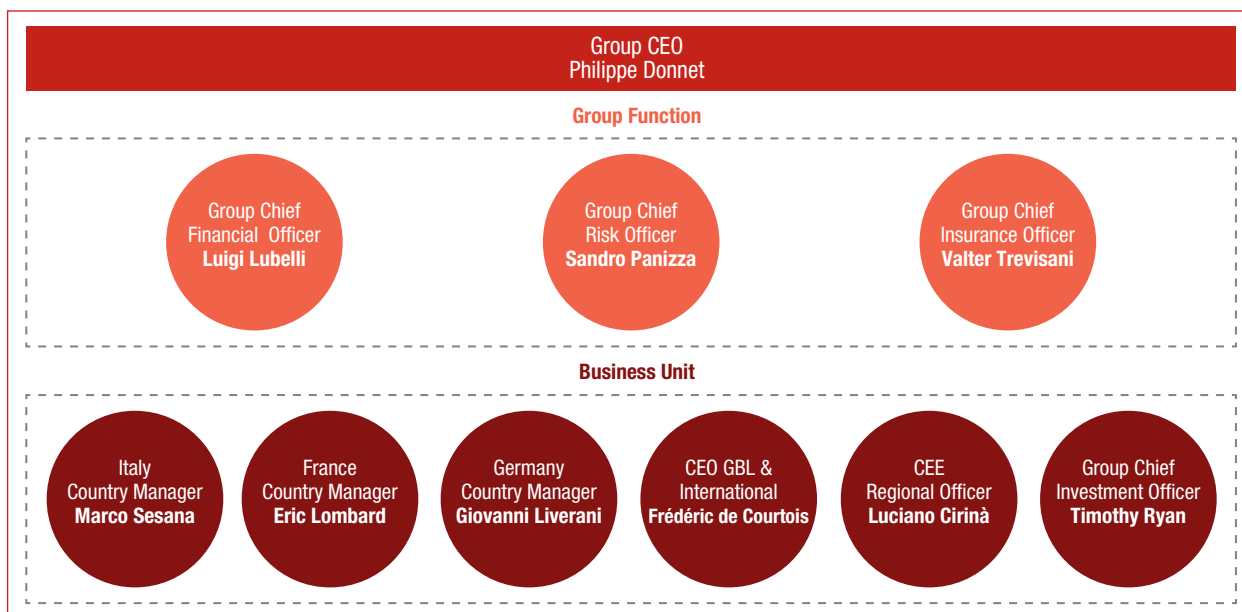 Group CEO
Philippe Donnet
Group Function
Group Chief
Financial Officer
Luigi Lubelli
Group Chief
Risk Officer
Sandro Panizza
Group Chief
Insurance Officer
Valter Trevisani
Business Unit
Italy
Country Manager
Marco Sesana
France
Country Manager
Eric Lombard
Germany
Country Manager
Giovanni Liverani
CEO GBL &
International
Frédéric de Courtois
CEE
Regional Officer
Luciano Cirinà
Group Chief
Investment Officer
Timothy Ryan